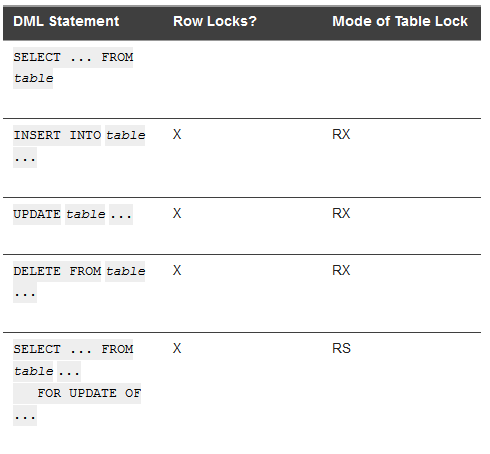 DML Statement Row Locks? Mode of Table Lock
SELECT ... FROM
table
INSERT INTO table X RX
...
UPDATE table ... X RX
DELETE FROM table X RX
...
SELECT ... FROM X RS
table ...
FOR UPDATE OF
...